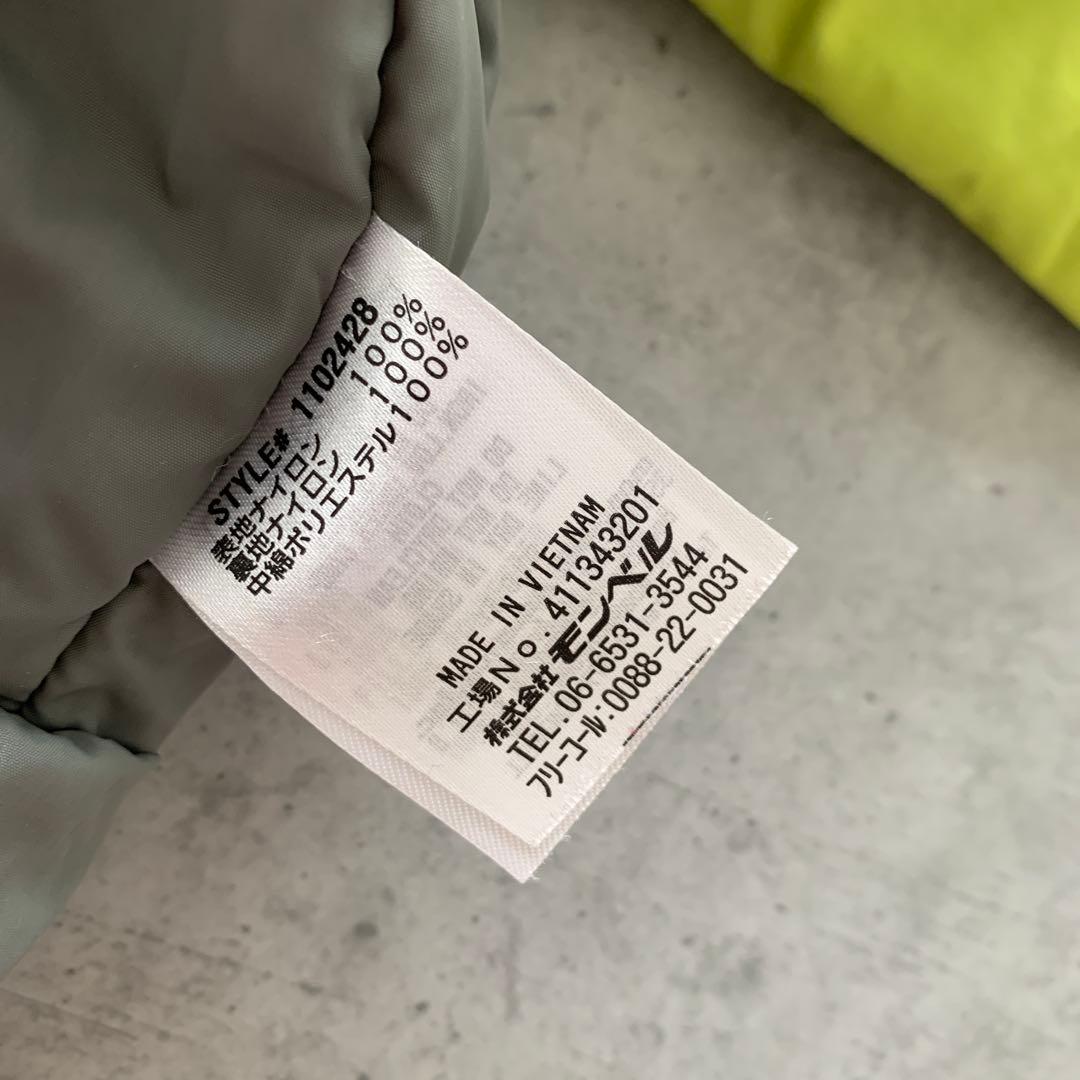 STYLE# 1102428
表地ナイロン 100%
裏地ナイロン 100%
中綿ポリエステル100%
MADE IN VIETNAM
工場No.411343201
株式会社モンベル
TEL.06-6531-3544
フリーコール:0088-22-0031